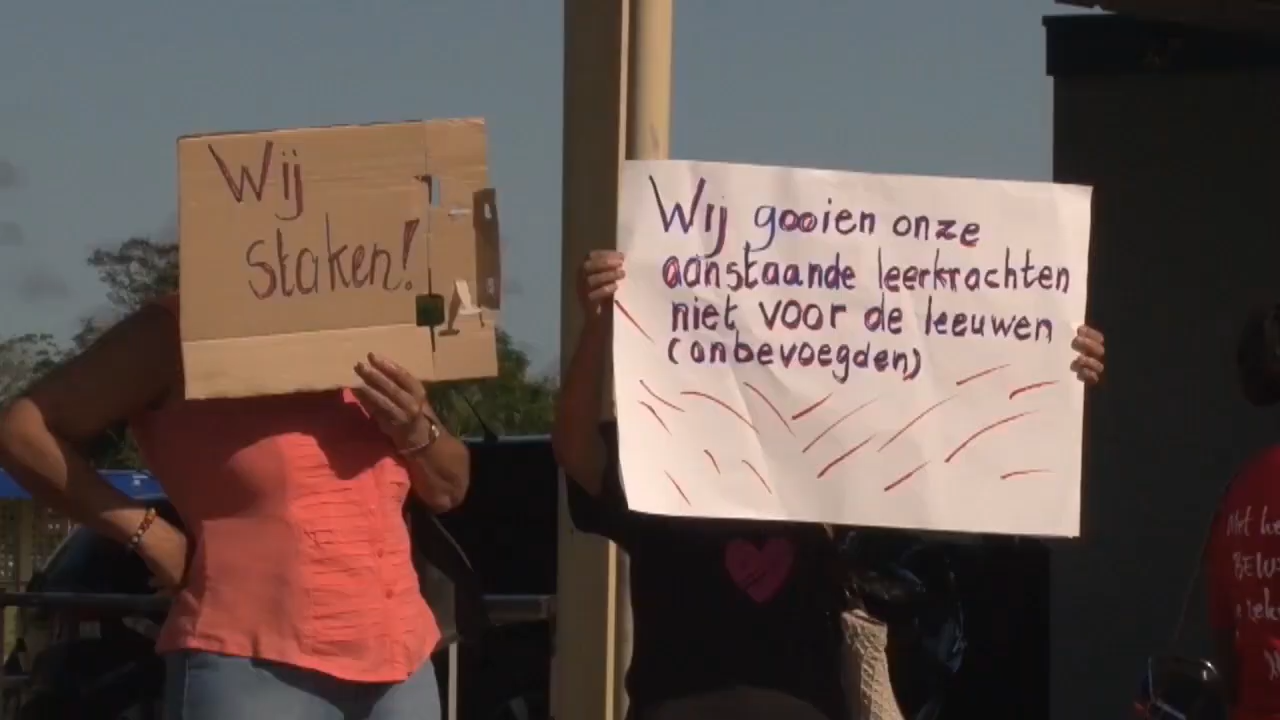 Wij
staken!
Wij gooien onze
aanstaande leerkrachten
niet voor de leeuwen
(onbevoegden)